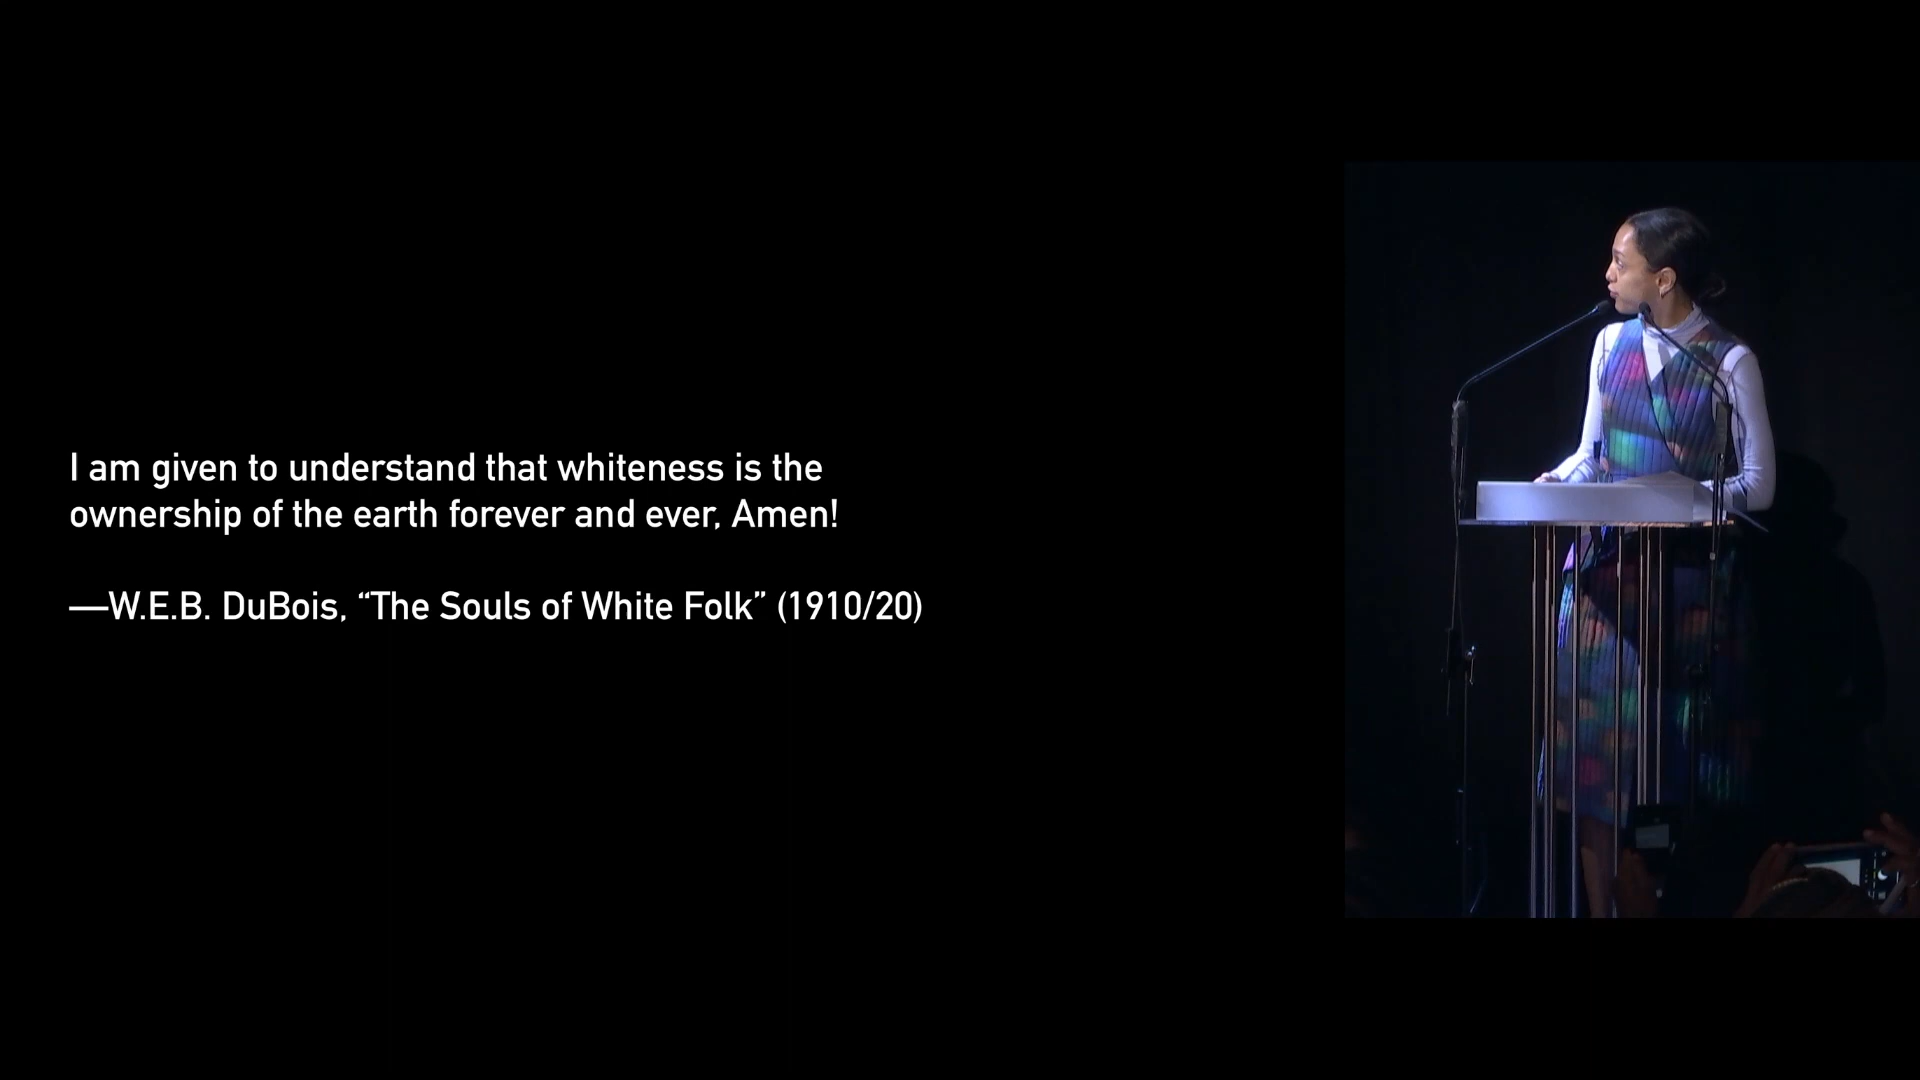 I am given to understand that whiteness is the
ownership of the earth forever and ever, Amen!
—W.E.B. DuBois, “The Souls of White Folk” (1910/20)